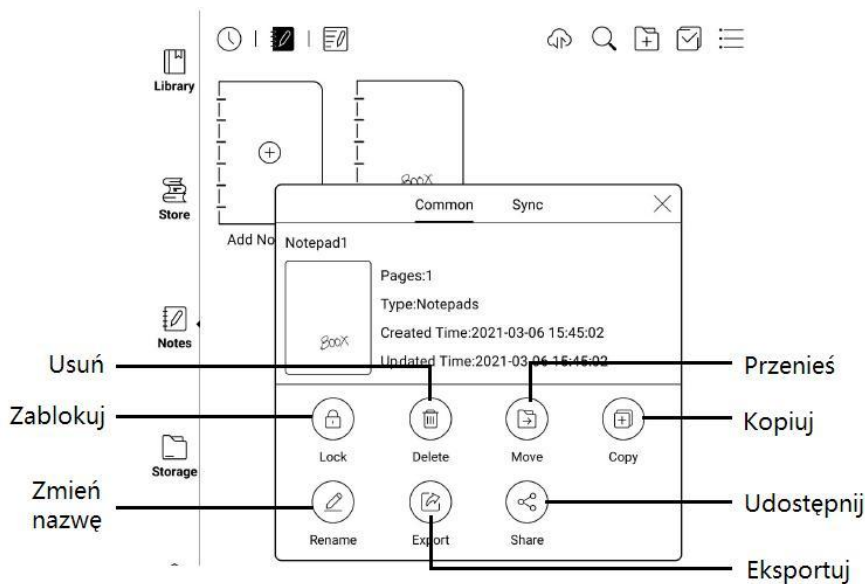 Library
Store
Add No
Notes
Storage
BOOX
Common Sync
Notepad1
BOOX
Pages:1
Type:Notepads
Created Time:2021-03-06 15:45:02
Updated Time:2021-03-06 15:45:02
Lock Delete Move Copy
Rename Export Share
Usuń
Zablokuj
Zmień
nazwę
Przenieś
Kopiuj
Udostępnij
Eksportuj